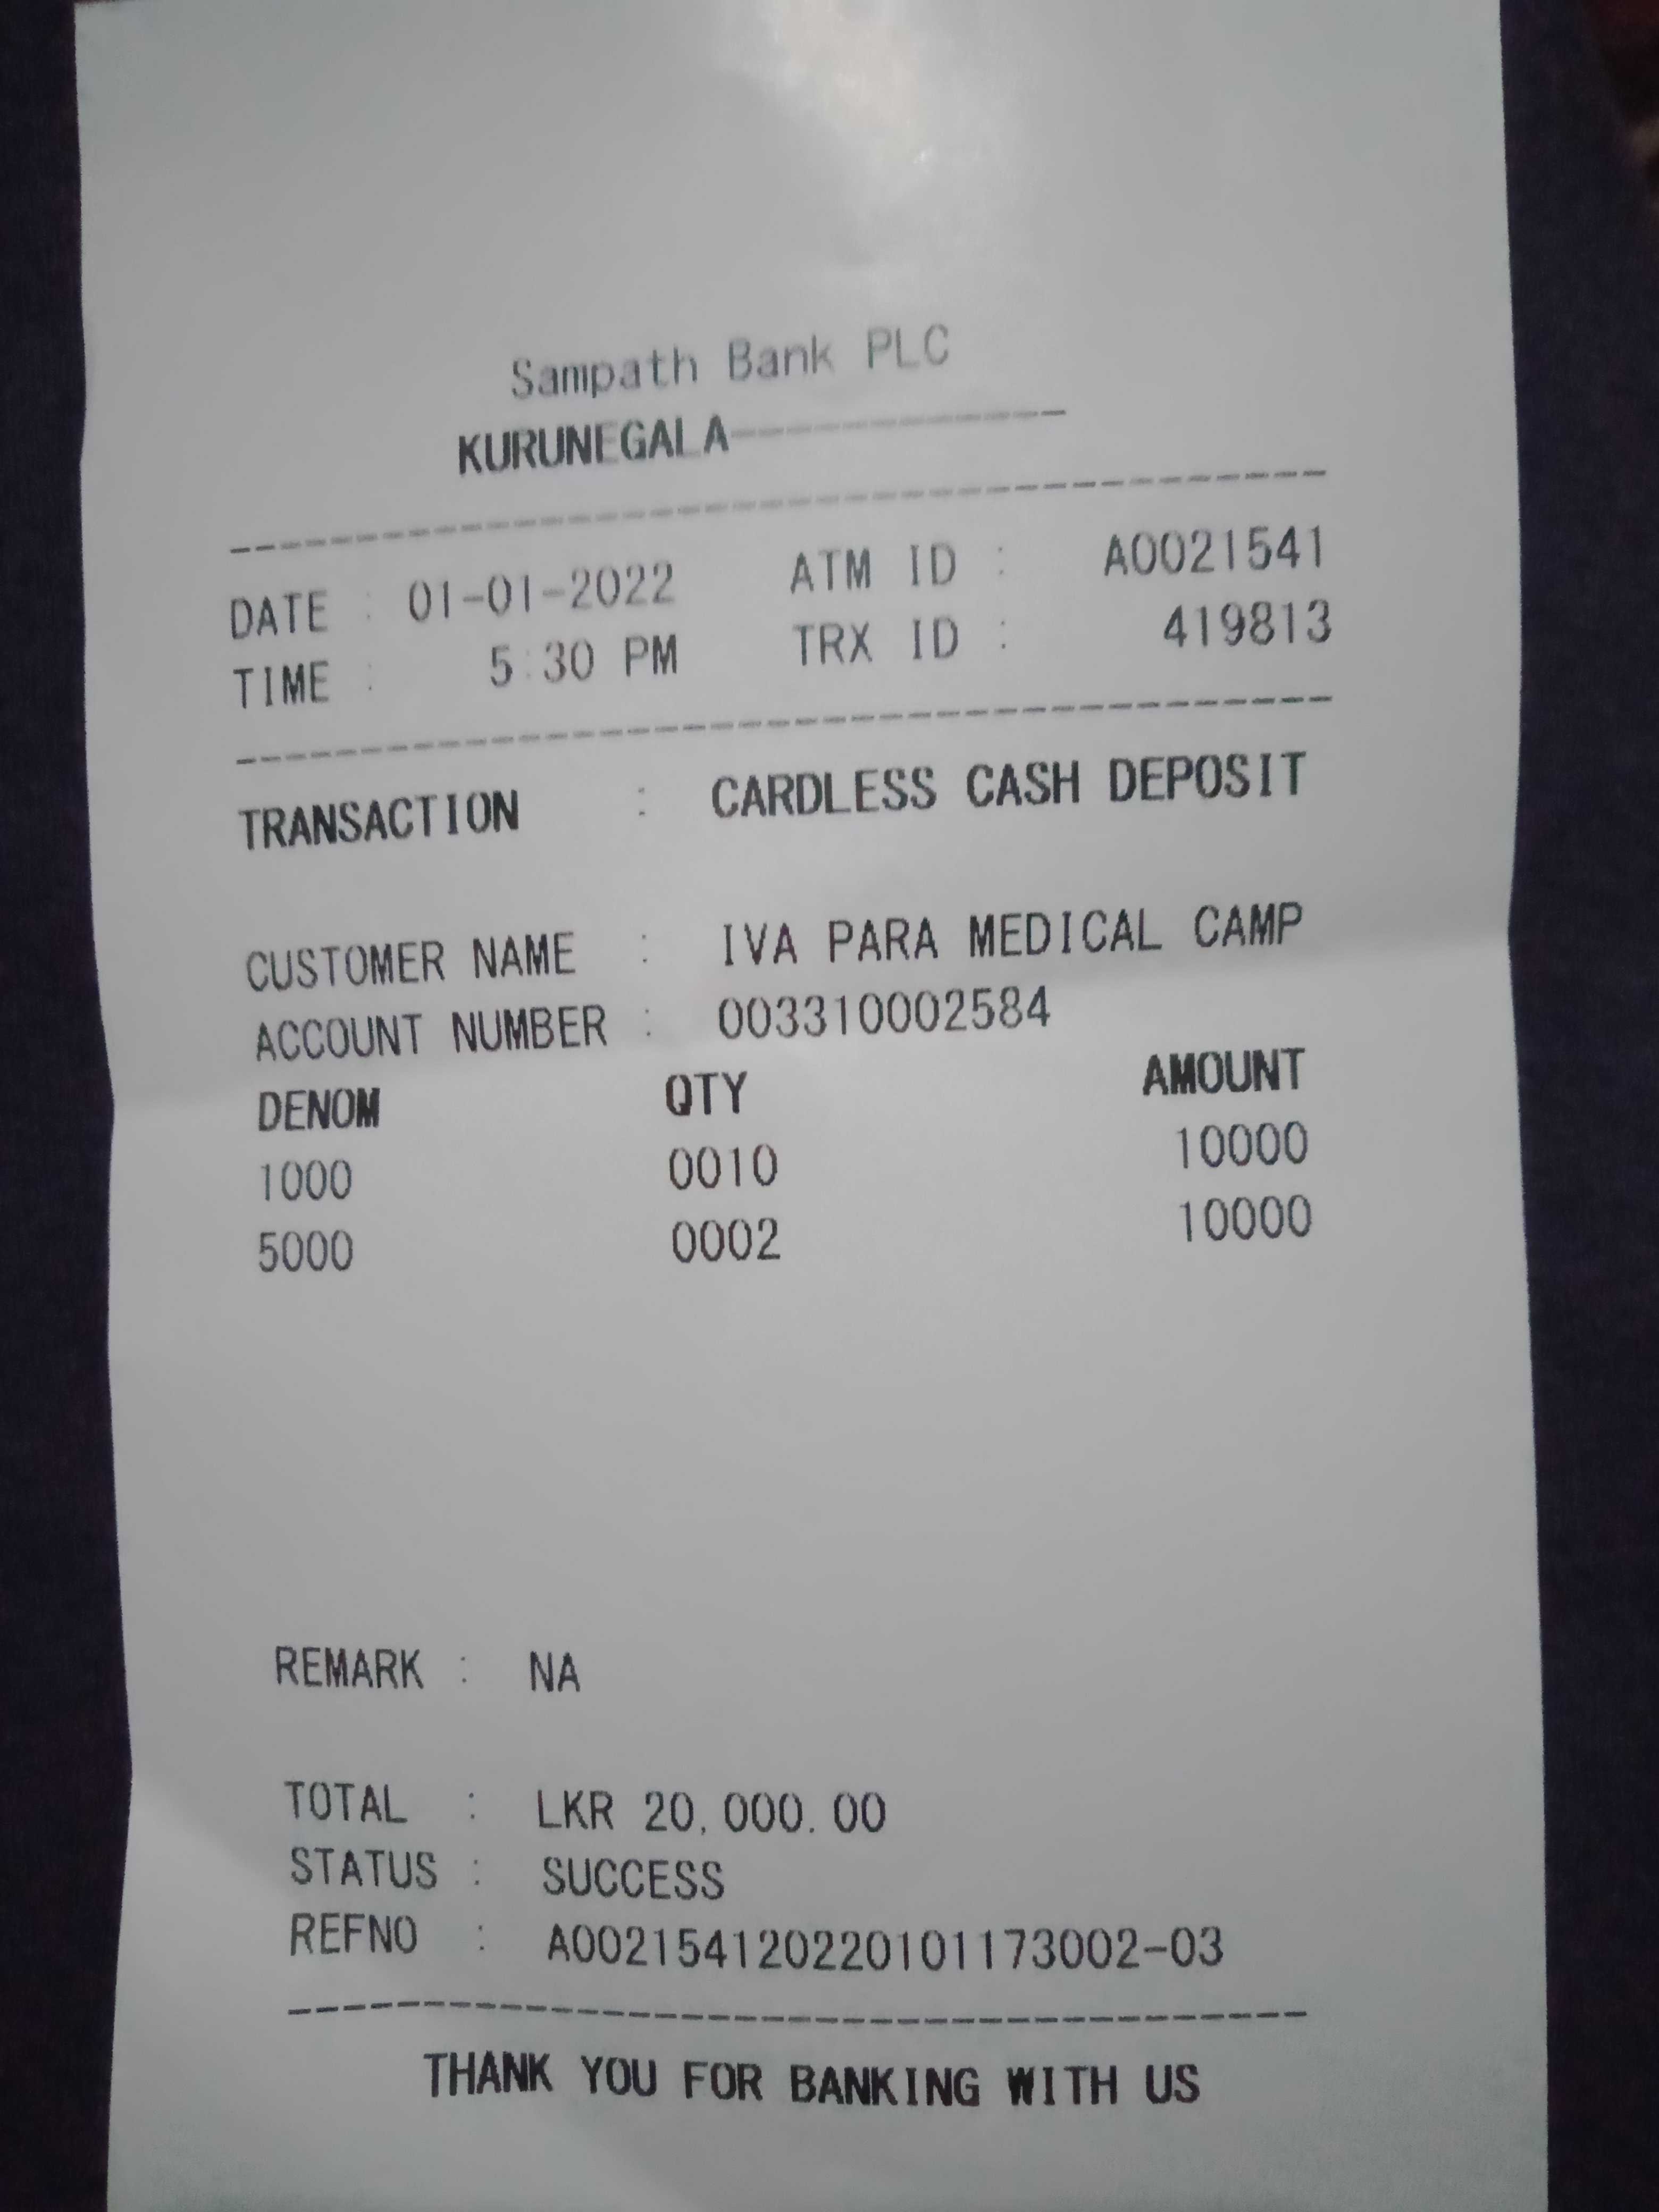 Sampath Bank PLC
KURUNEGALA
DATE : 01-01-2022 ATM ID : A0021541
TIME : 5:30 PM TRX ID : 419813
TRANSACTION : CARDLESS CASH DEPOSIT
CUSTOMER NAME : IVA PARA MEDICAL CAMP
ACCOUNT NUMBER : 003310002584
DENOM QTY AMOUNT
1000 0010 10000
5000 0002 10000
REMARK : NA
TOTAL : LKR 20,000.00
STATUS : SUCCESS
REFNO : A002154120220101173002-03
THANK YOU FOR BANKING WITH US